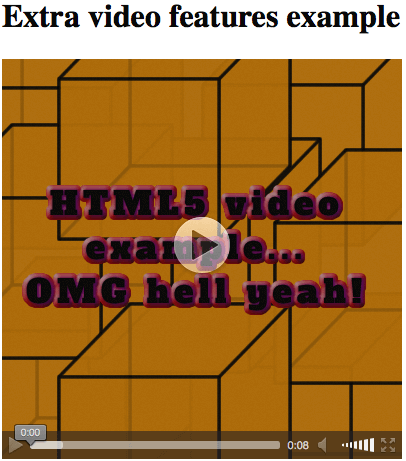 Extra video features example
HTML5 video
example...
OMG hell yeah!
0:00
0:08